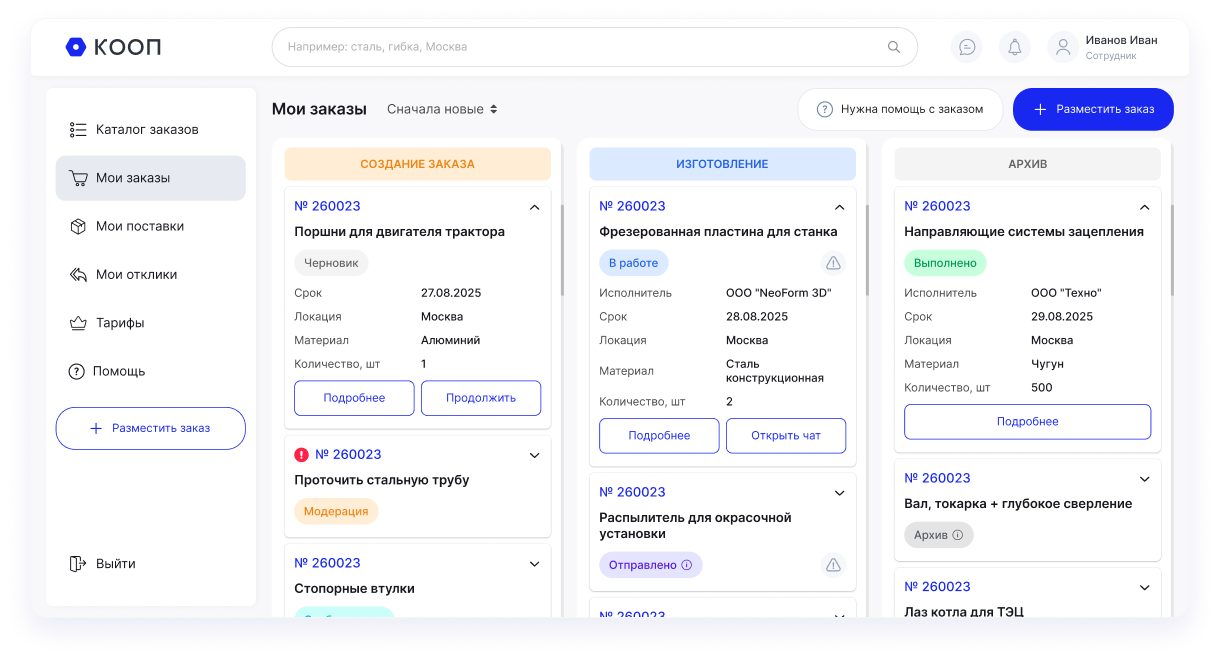 КООП
Например: сталь, гибка, Москва
Иванов Иван
Сотрудник
Каталог заказов
Мои заказы
Мои поставки
Мои отклики
Тарифы
Помощь
Разместить заказ
Выйти
Мои заказы
Сначала новые
Нужна помощь с заказом
Разместить заказ
СОЗДАНИЕ ЗАКАЗА
№ 260023
Поршни для двигателя трактора
Черновик
Срок 27.08.2025
Локация Москва
Материал Алюминий
Количество, шт 1
Подробнее Продолжить
№ 260023
Проточить стальную трубу
Модерация
№ 260023
Стопорные втулки
ИЗГОТОВЛЕНИЕ
№ 260023
Фрезерованная пластина для станка
В работе
Исполнитель ООО "NeoForm 3D"
Срок 28.08.2025
Локация Москва
Материал Сталь
конструкционная
Количество, шт 2
Подробнее Открыть чат
№ 260023
Распылитель для окрасочной
установки
Отправлено
№ 260023
АРХИВ
№ 260023
Направляющие системы зацепления
Выполнено
Исполнитель ООО "Техно"
Срок 29.08.2025
Локация Москва
Материал Чугун
Количество, шт 500
Подробнее
№ 260023
Вал, токарка + глубокое сверление
Архив
№ 260023
Лаз котла для ТЭЦ